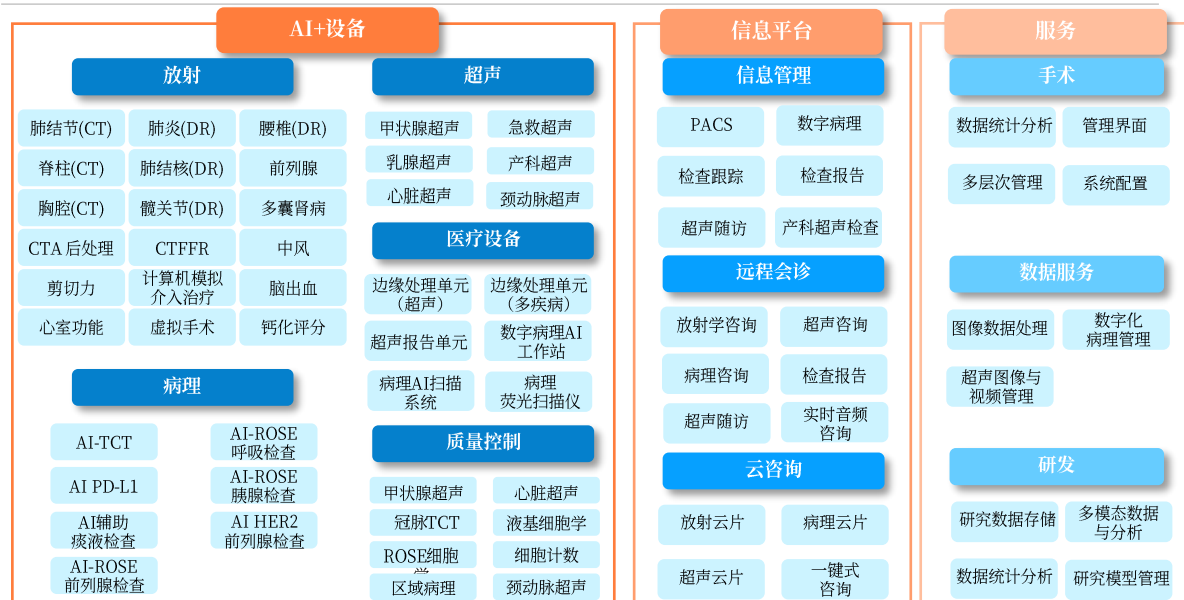 AI+设备
放射
肺结节(CT)
肺炎(DR)
腰椎(DR)
脊柱(CT)
肺结核(DR)
前列腺
胸腔(CT)
髋关节(DR)
多囊肾病
CTA 后处理
CTFFR
中风
剪切力
计算机模拟
介入治疗
脑出血
心室功能
虚拟手术
钙化评分
病理
AI-TCT
AI-ROSE
呼吸检查
AI PD-L1
AI-ROSE
胰腺检查
AI辅助
痰液检查
AI HER2
前列腺检查
AI-ROSE
前列腺检查
超声
甲状腺超声
急救超声
乳腺超声
产科超声
心脏超声
颈动脉超声
医疗设备
边缘处理单元
（超声）
边缘处理单元
（多疾病）
超声报告单元
数字病理AI
工作站
病理AI扫描
系统
病理
荧光扫描仪
质量控制
甲状腺超声
心脏超声
冠脉TCT
液基细胞学
ROSE细胞
学
细胞计数
区域病理
颈动脉超声
信息平台
信息管理
PACS
数字病理
检查跟踪
检查报告
超声随访
产科超声检查
远程会诊
放射学咨询
超声咨询
病理咨询
检查报告
超声随访
实时音频
咨询
云咨询
放射云片
病理云片
超声云片
一键式
咨询
服务
手术
数据统计分析
管理界面
多层次管理
系统配置
数据服务
图像数据处理
数字化
病理管理
超声图像与
视频管理
研发
研究数据存储
多模态数据
与分析
数据统计分析
研究模型管理